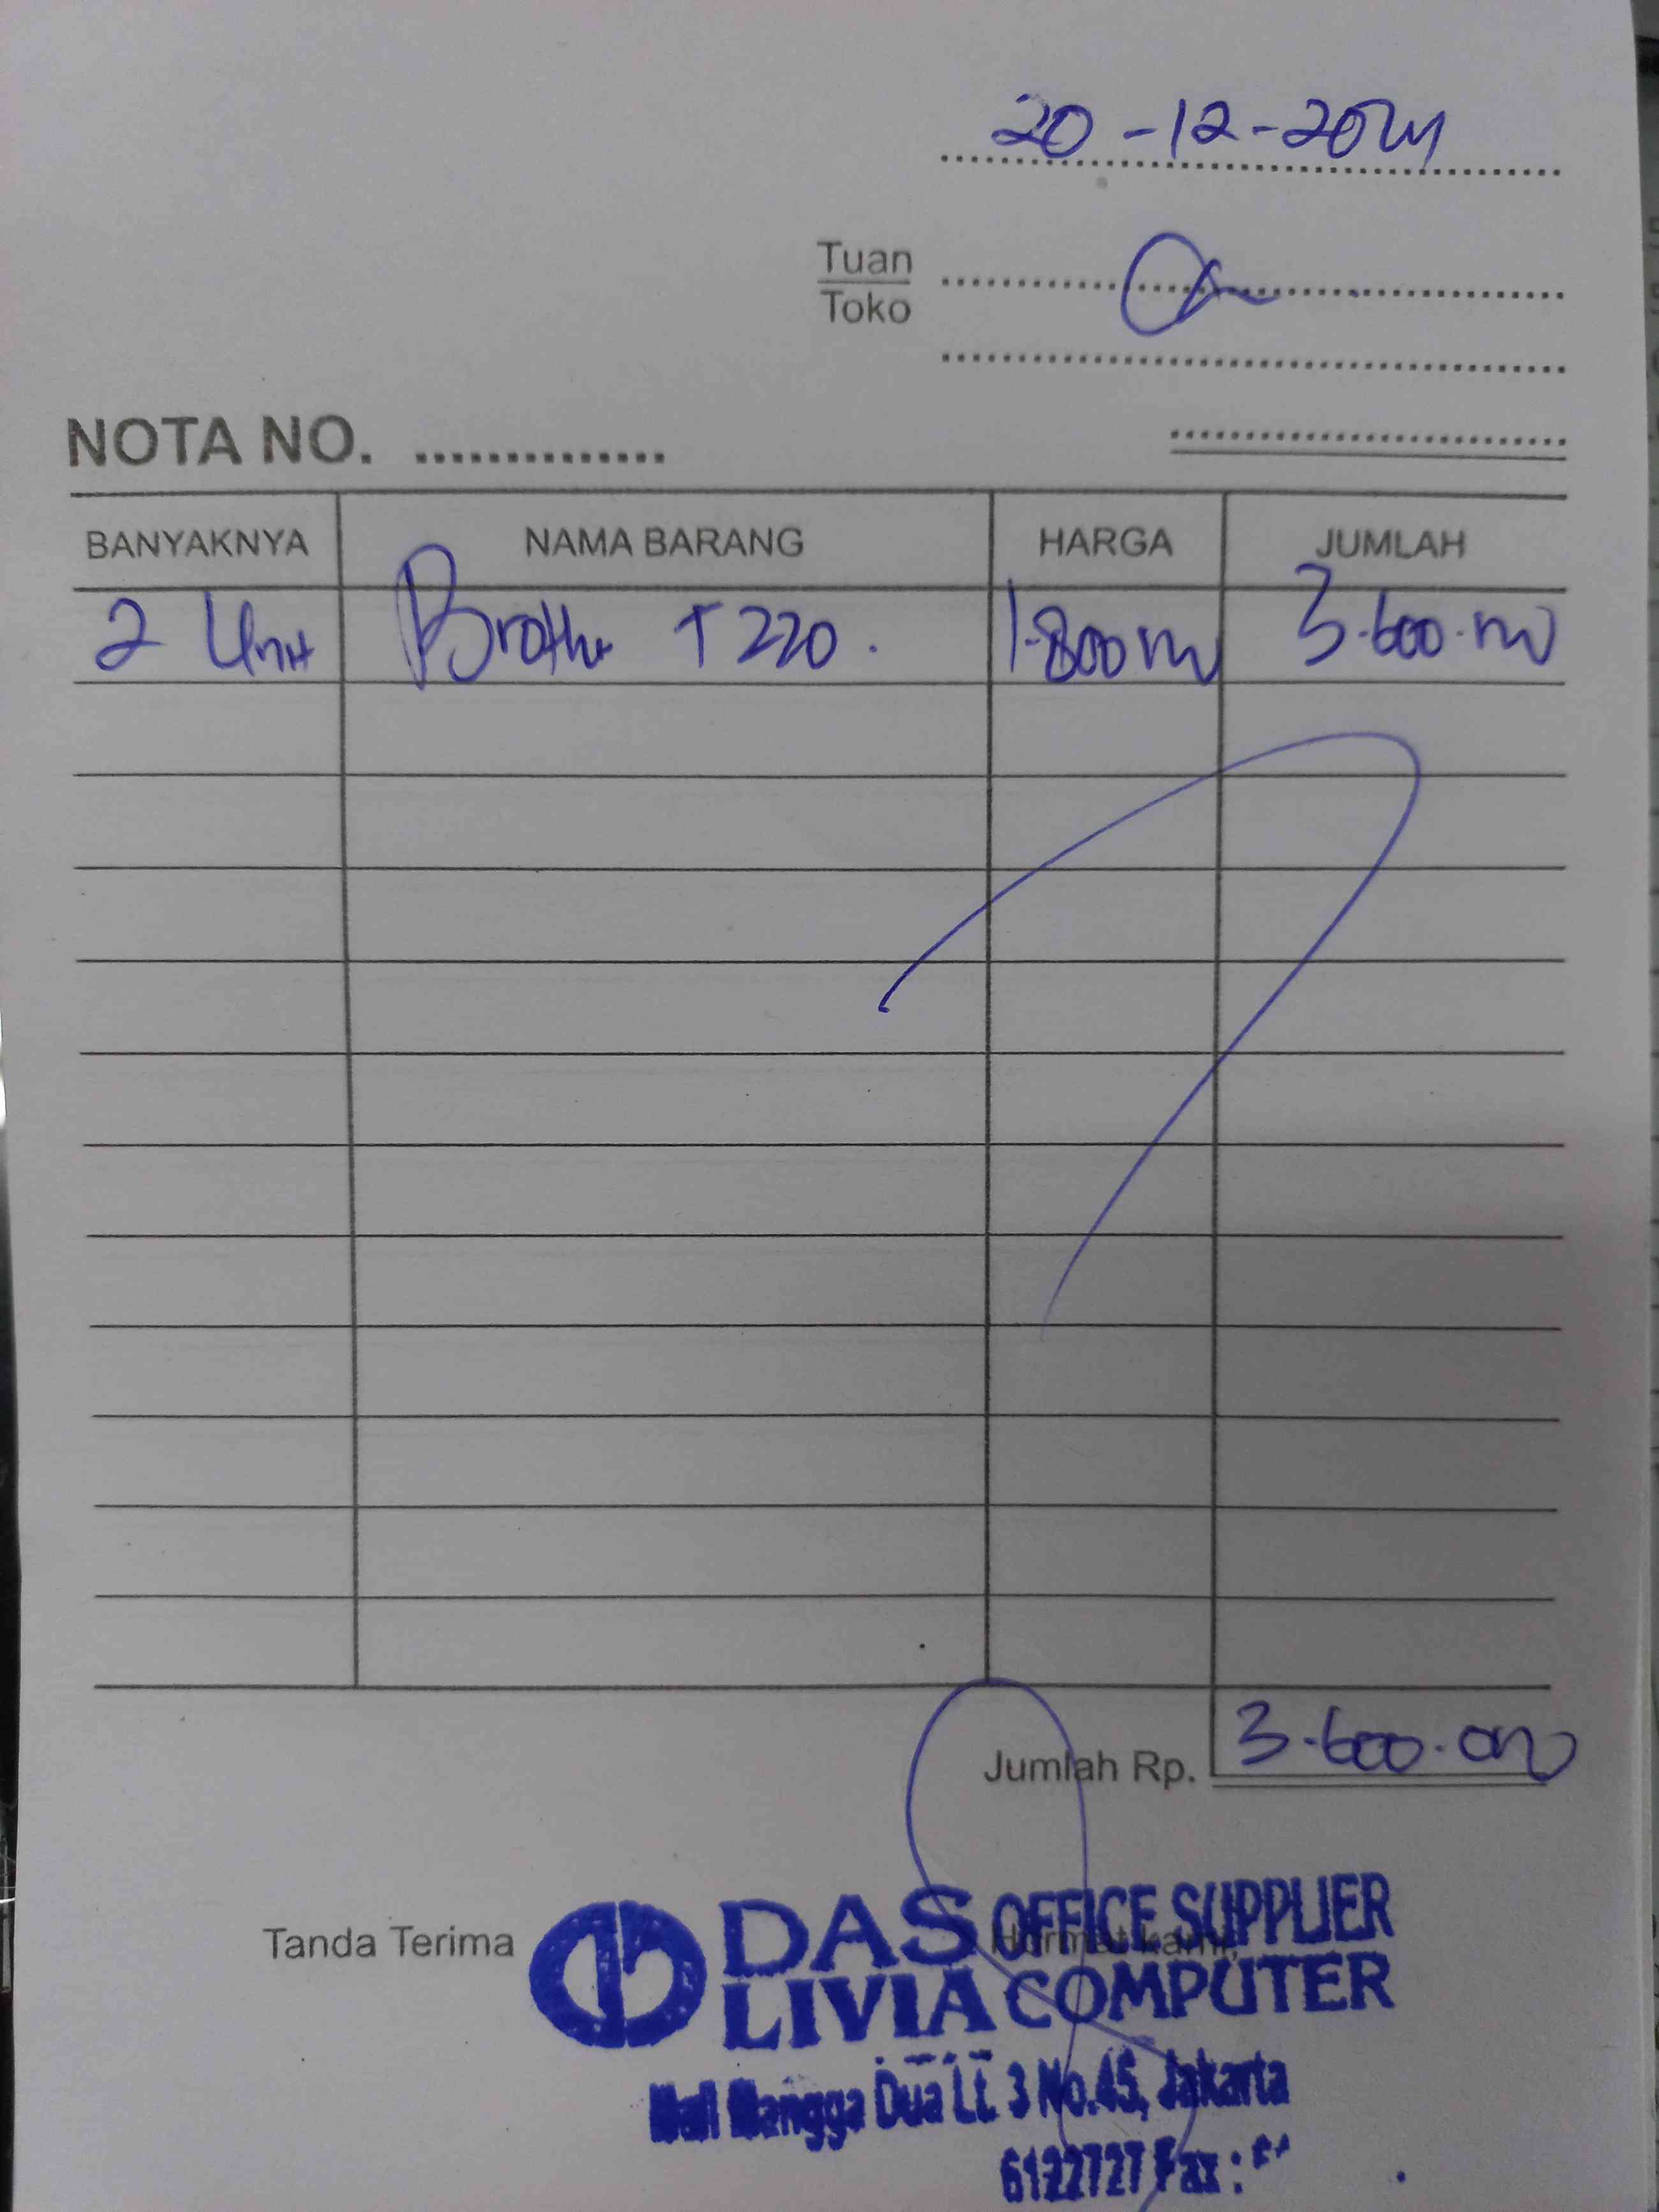 20-12-2024
Tuan
Toko
NOTA NO. ..............
BANYAKNYA NAMA BARANG HARGA JUMLAH
2 Unit Brother T220. 1.800.000 3.600.000
Jumlah Rp. 3.600.000
Tanda Terima Hormat kami,
DAS OFFICE SUPPLIER
LIVIA COMPUTER
Mall Mangga Dua Lt. 3 No.45, Jakarta
6122727 Fax :